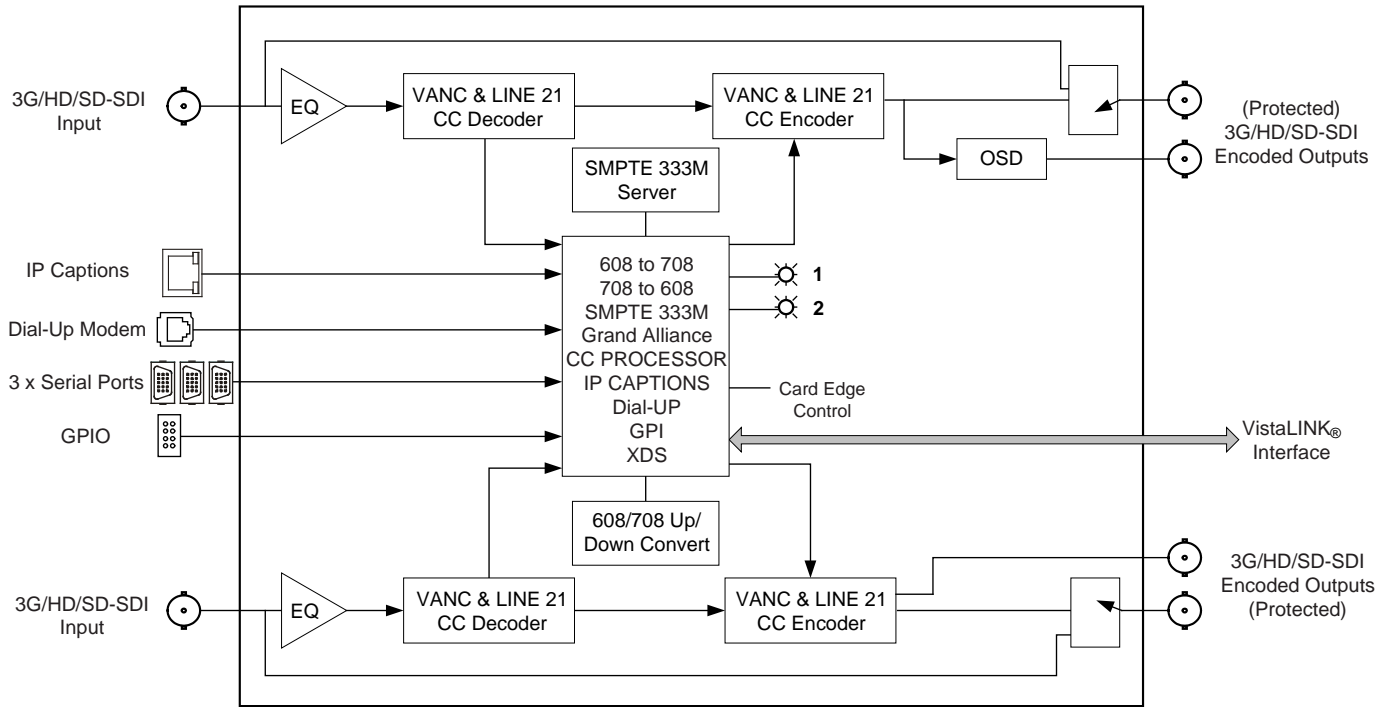 3G/HD/SD-SDI
Input
EQ
VANC & LINE 21
CC Decoder
VANC & LINE 21
CC Encoder
(Protected)
3G/HD/SD-SDI
Encoded Outputs
OSD
SMPTE 333M
Server
IP Captions
Dial-Up Modem
3 x Serial Ports
GPIO
608 to 708
708 to 608
SMPTE 333M
Grand Alliance
CC PROCESSOR
IP CAPTIONS
Dial-UP
GPI
XDS
1
2
Card Edge
Control
VistaLINK®
Interface
608/708 Up/
Down Convert
3G/HD/SD-SDI
Input
EQ
VANC & LINE 21
CC Decoder
VANC & LINE 21
CC Encoder
3G/HD/SD-SDI
Encoded Outputs
(Protected)